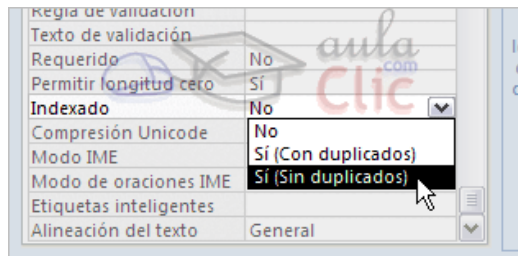 Regla de validación
Texto de validación
Requerido No
Permitir longitud cero Sí
Indexado No
No
Sí (Con duplicados)
Sí (Sin duplicados)
Compresión Unicode
Modo IME
Modo de oraciones IME
Etiquetas inteligentes
Alineación del texto General
aula
Clic
.com